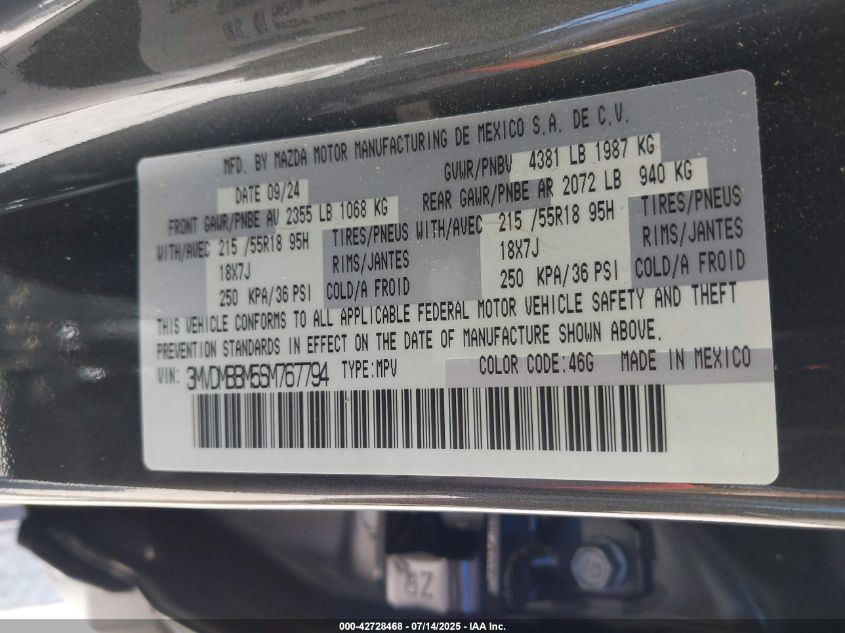 MFD. BY MAZDA MOTOR MANUFACTURING DE MEXICO S.A. DE C.V.
DATE 09/24 GVWR/PNBV 4381 LB 1987 KG
FRONT GAWR/PNBE AV 2355 LB 1068 KG REAR GAWR/PNBE AR 2072 LB 940 KG
WITH/AVEC 215 /55R18 95H TIRES/PNEUS WITH/AVEC 215 /55R18 95H TIRES/PNEUS
18X7J RIMS/JANTES 18X7J RIMS/JANTES
250 KPA/36 PSI COLD/A FROID 250 KPA/36 PSI COLD/A FROID
THIS VEHICLE CONFORMS TO ALL APPLICABLE FEDERAL MOTOR VEHICLE SAFETY AND THEFT
PREVENTION STANDARDS IN EFFECT ON THE DATE OF MANUFACTURE SHOWN ABOVE.
VIN: 3MVDMBBM5SM767794 TYPE:MPV COLOR CODE:46G MADE IN MEXICO
000-42728468 - 07/14/2025 - IAA Inc.